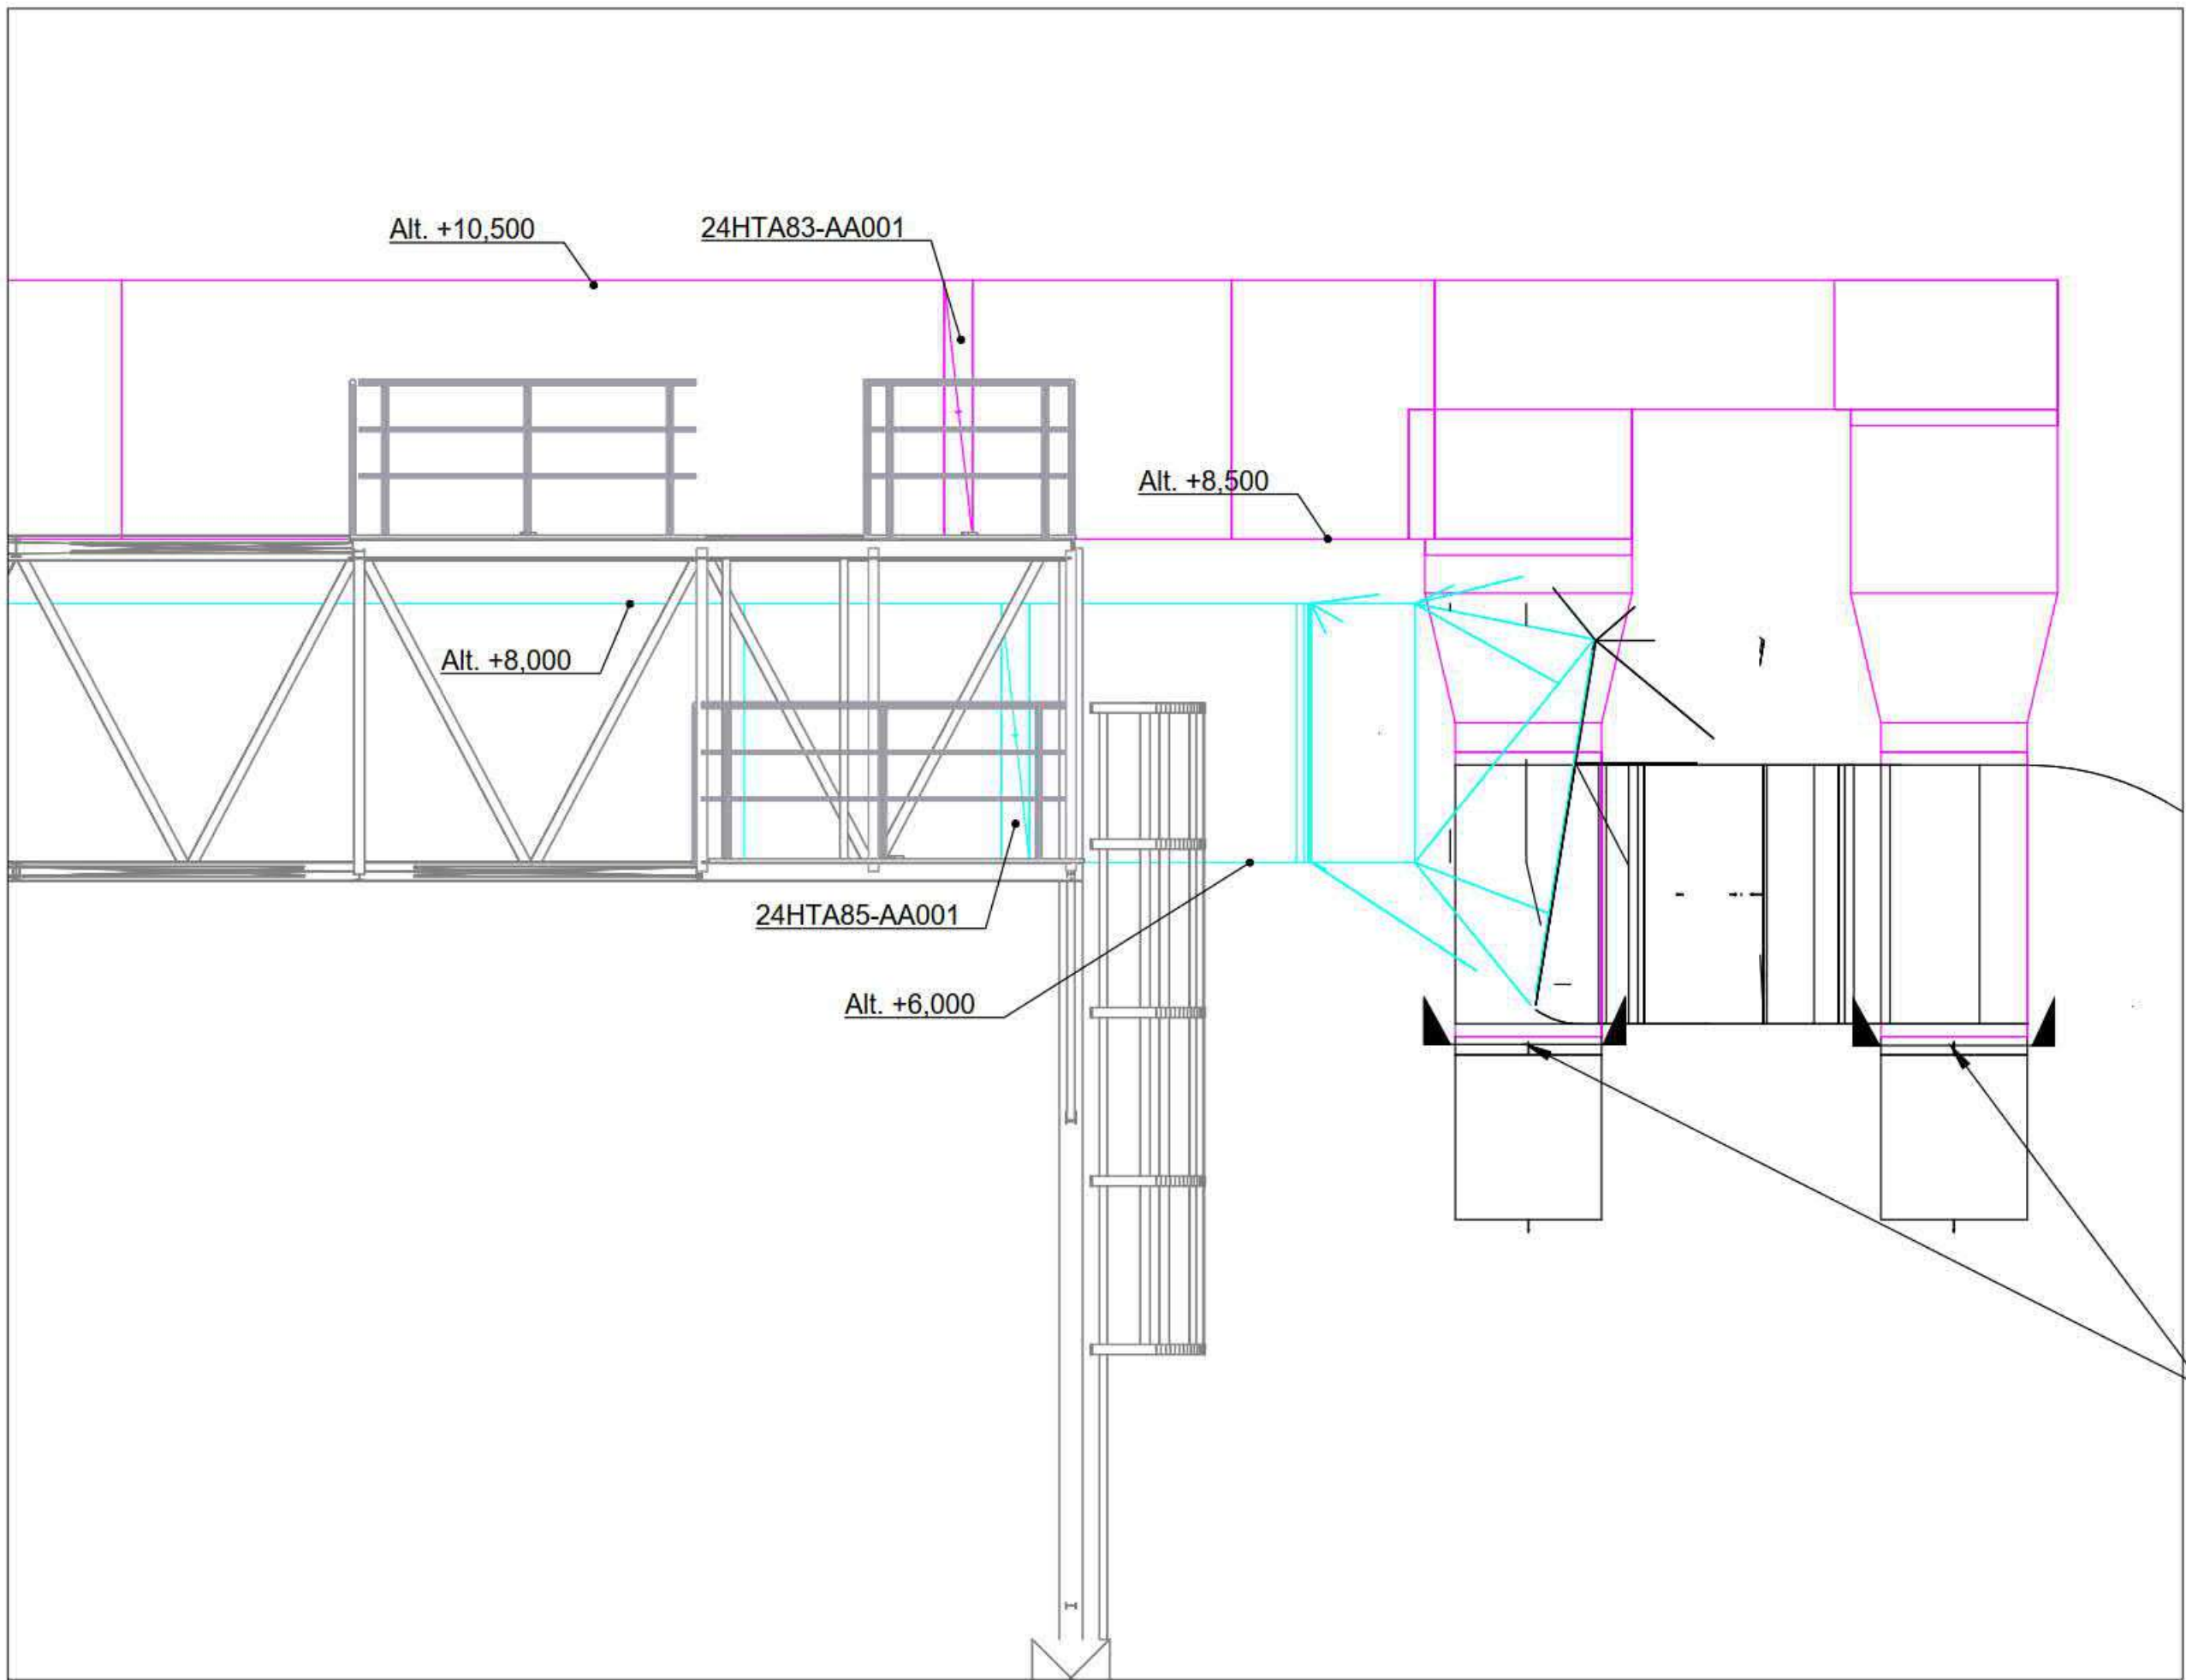 Alt. +10,500
24HTA83-AA001
Alt. +8,500
Alt. +8,000
24HTA85-AA001
Alt. +6,000